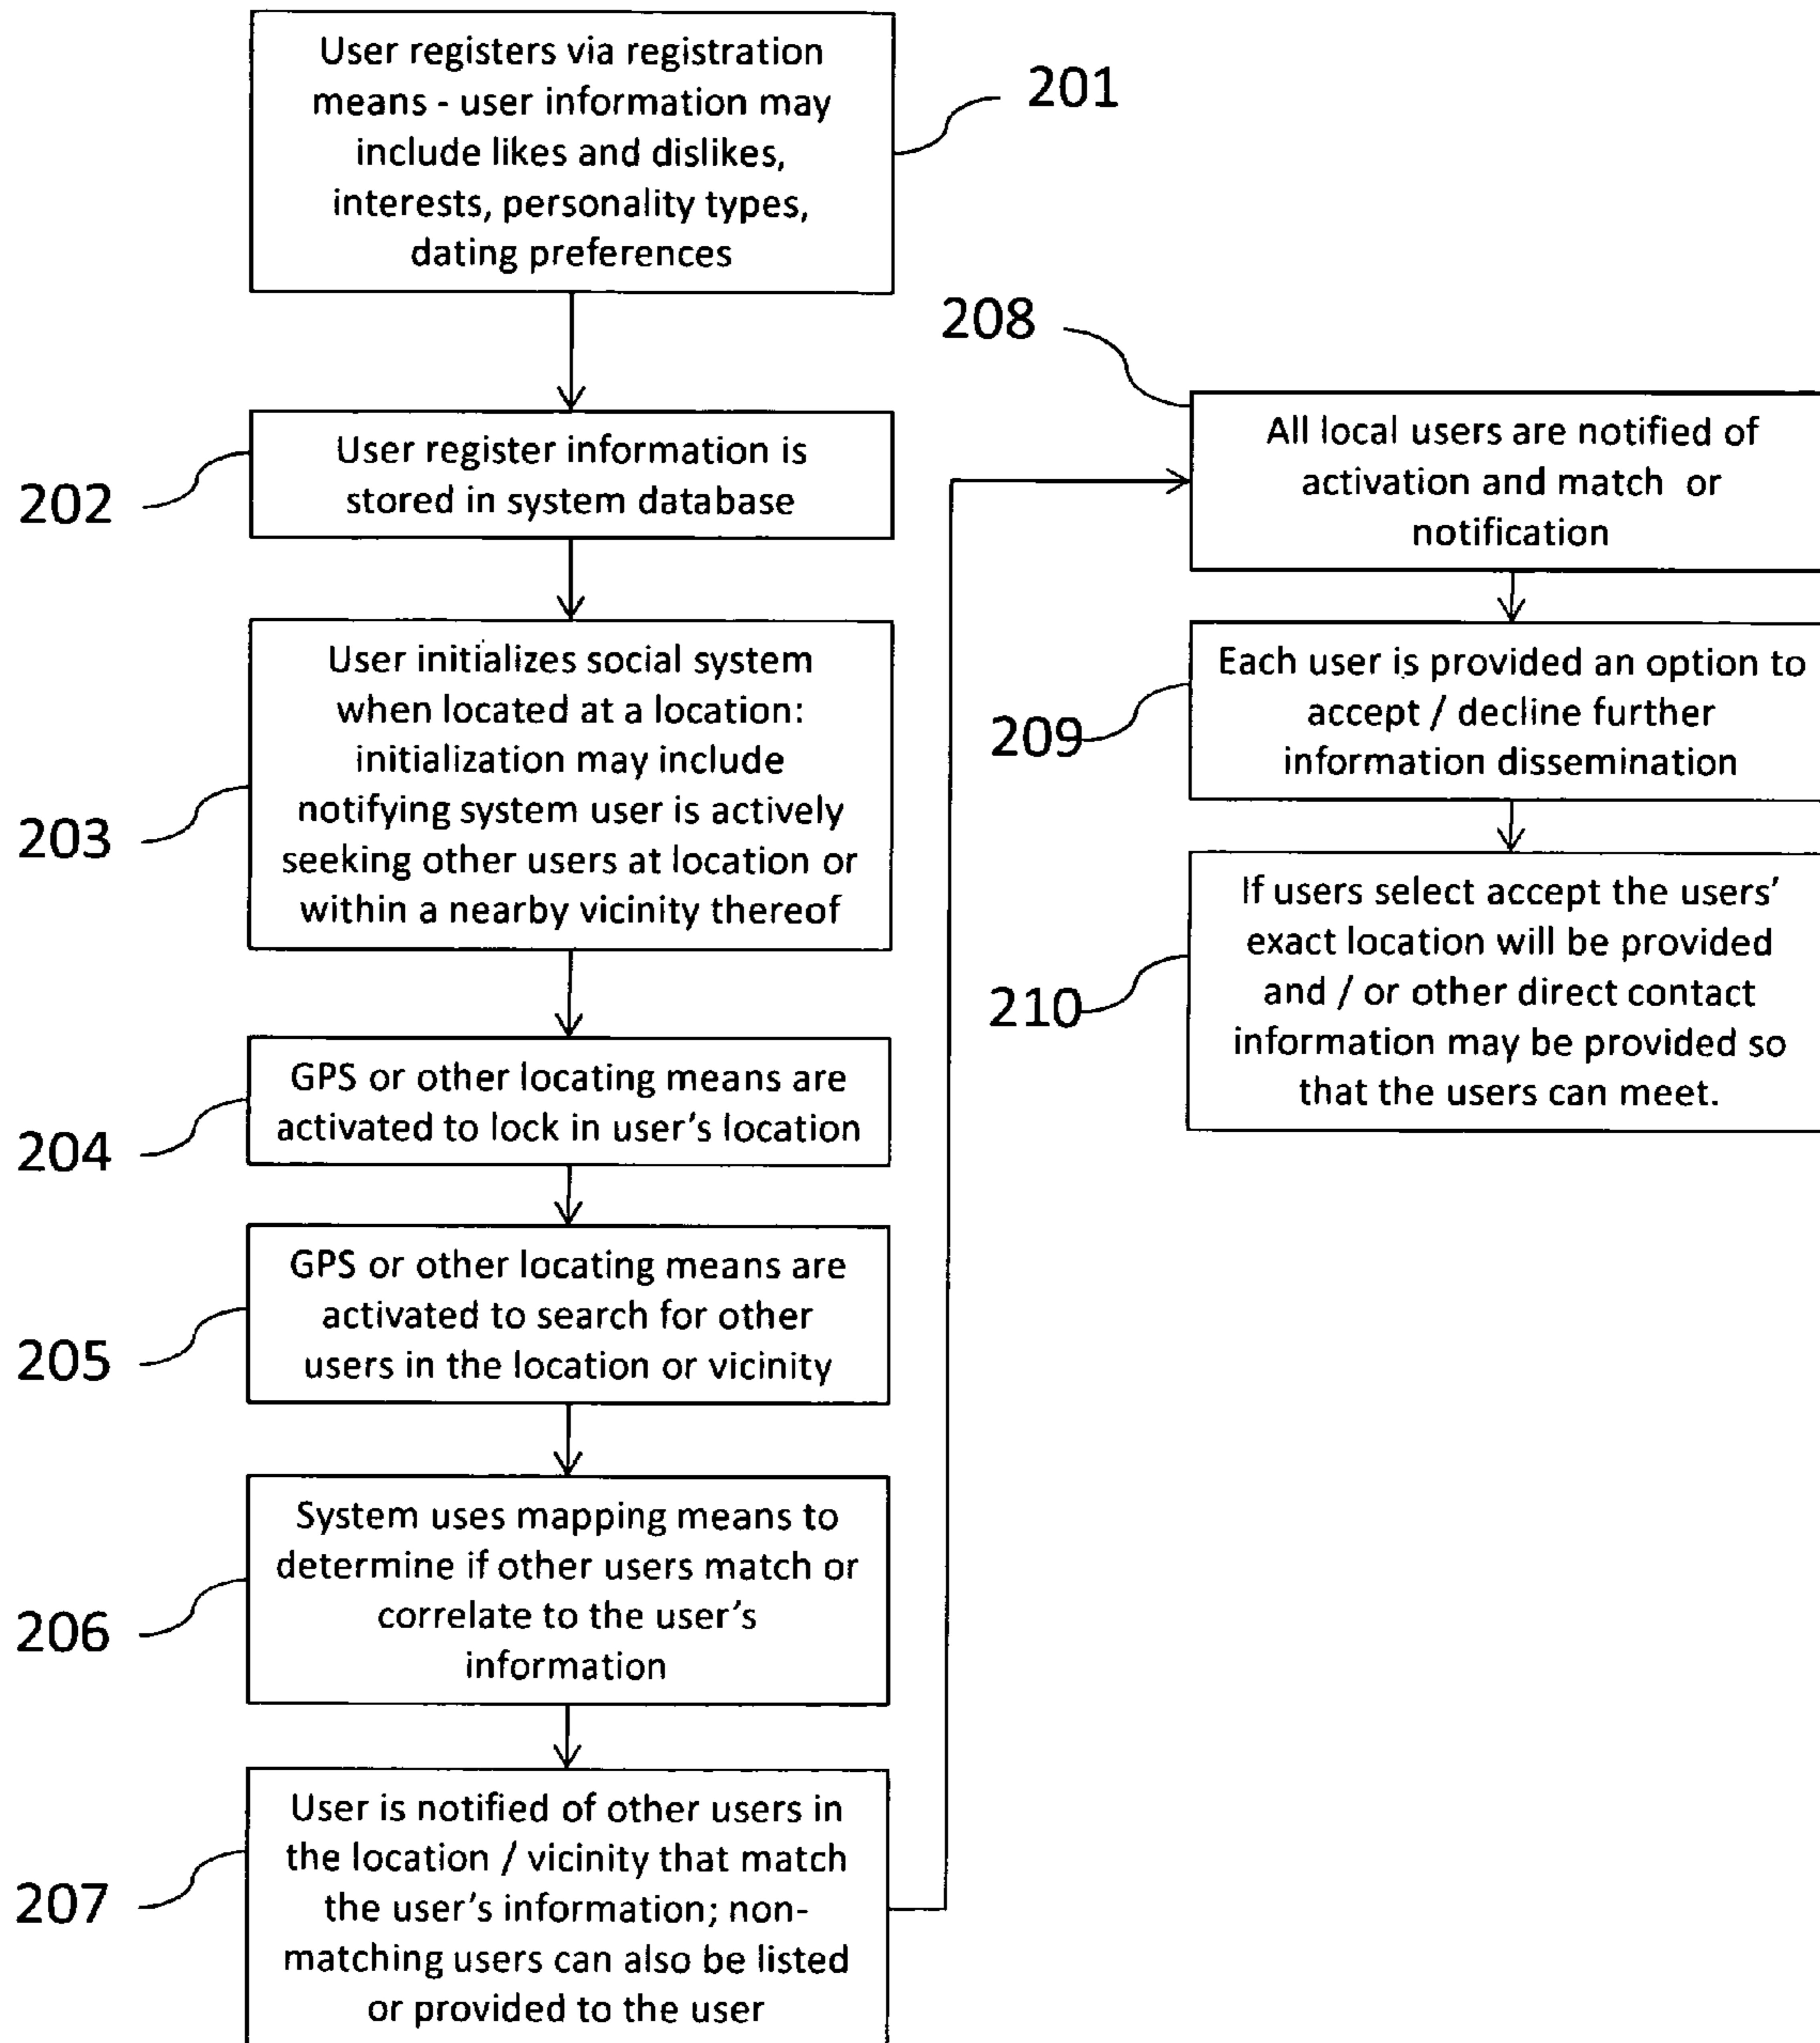 User registers via registration
means - user information may
include likes and dislikes,
interests, personality types,
dating preferences
201
202
User register information is
stored in system database
203
User initializes social system
when located at a location:
initialization may include
notifying system user is actively
seeking other users at location or
within a nearby vicinity thereof
204
GPS or other locating means are
activated to lock in user's location
205
GPS or other locating means are
activated to search for other
users in the location or vicinity
206
System uses mapping means to
determine if other users match or
correlate to the user's
information
207
User is notified of other users in
the location / vicinity that match
the user's information; non-
matching users can also be listed
or provided to the user
208
All local users are notified of
activation and match or
notification
209
Each user is provided an option to
accept / decline further
information dissemination
210
If users select accept the users'
exact location will be provided
and / or other direct contact
information may be provided so
that the users can meet.